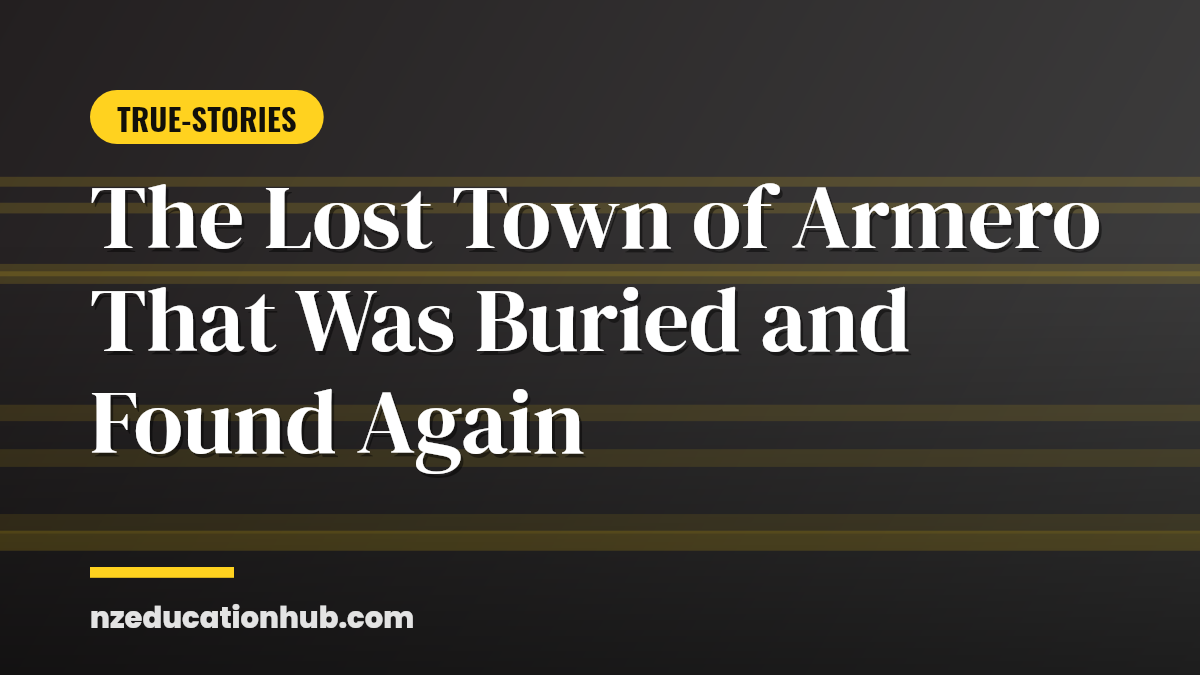 TRUE-STORIES
The Lost Town of Armero
That Was Buried and
Found Again
nzeducationhub.com